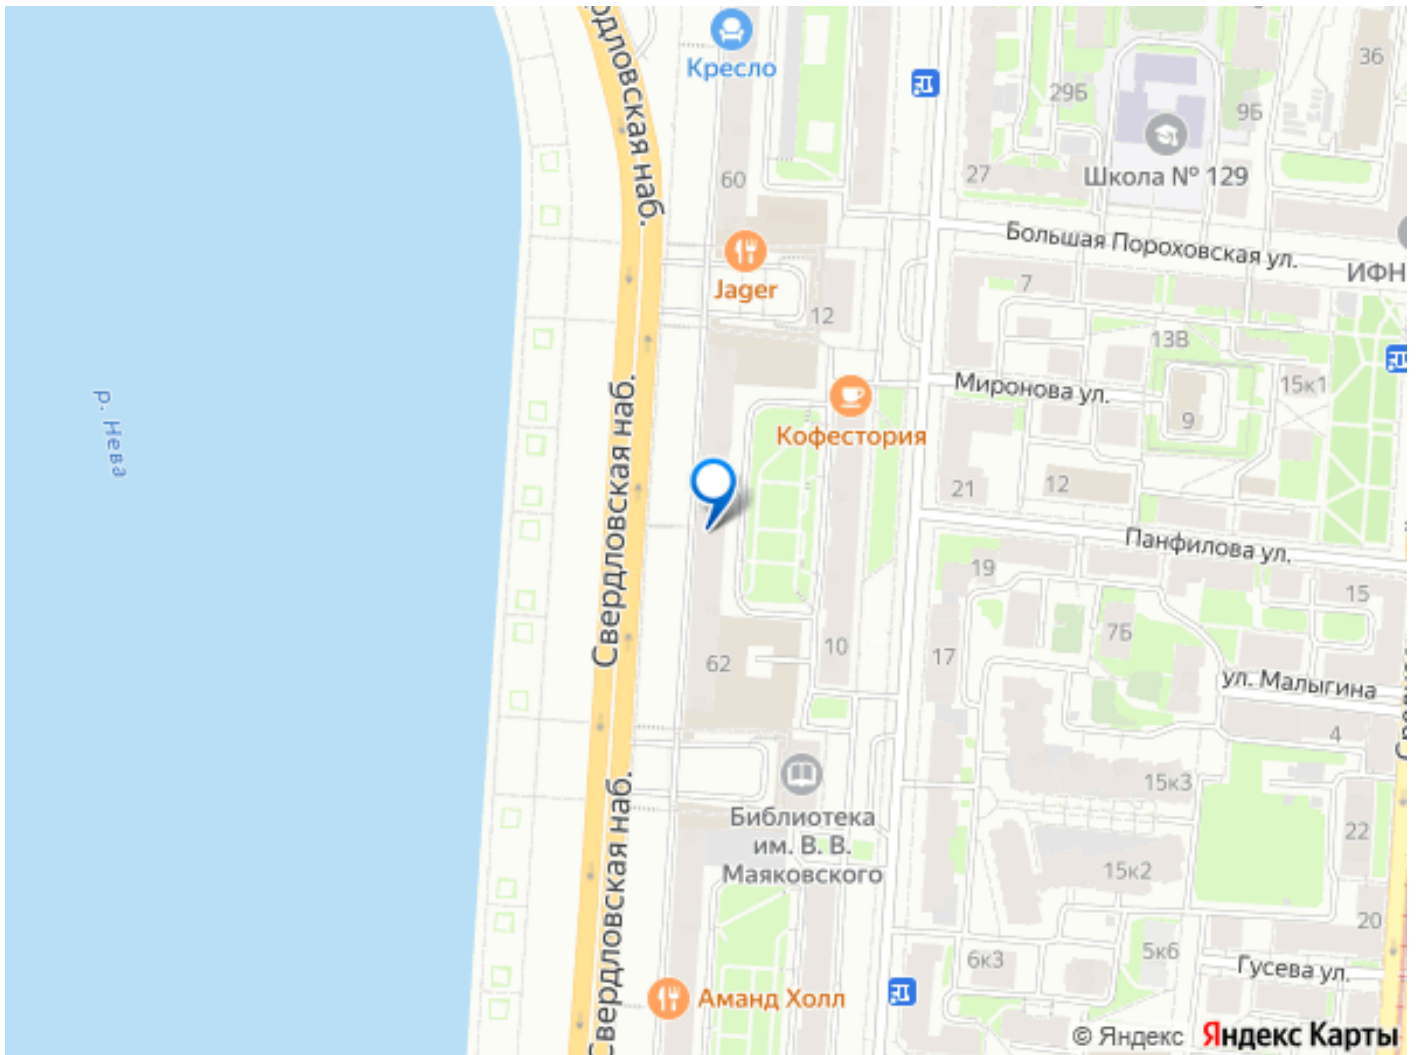 Свердловская наб.
Кресло
36
29Б
9Б
Школа № 129
27
60
Большая Пороховская ул.
ИФН
Jager
7
12
13В
р. Нева
Свердловская наб.
Миронова ул.
15к1
9
Кофестория
21
12
Панфилова ул.
19
15
7Б
10
17
62
ул. Малыгина
4
15к3
Свердловская наб.
Библиотека
им. В. В.
Маяковского
22
15к2
20
6к3
5к6
Гусева ул.
Аманд Холл
© Яндекс Яндекс Карты